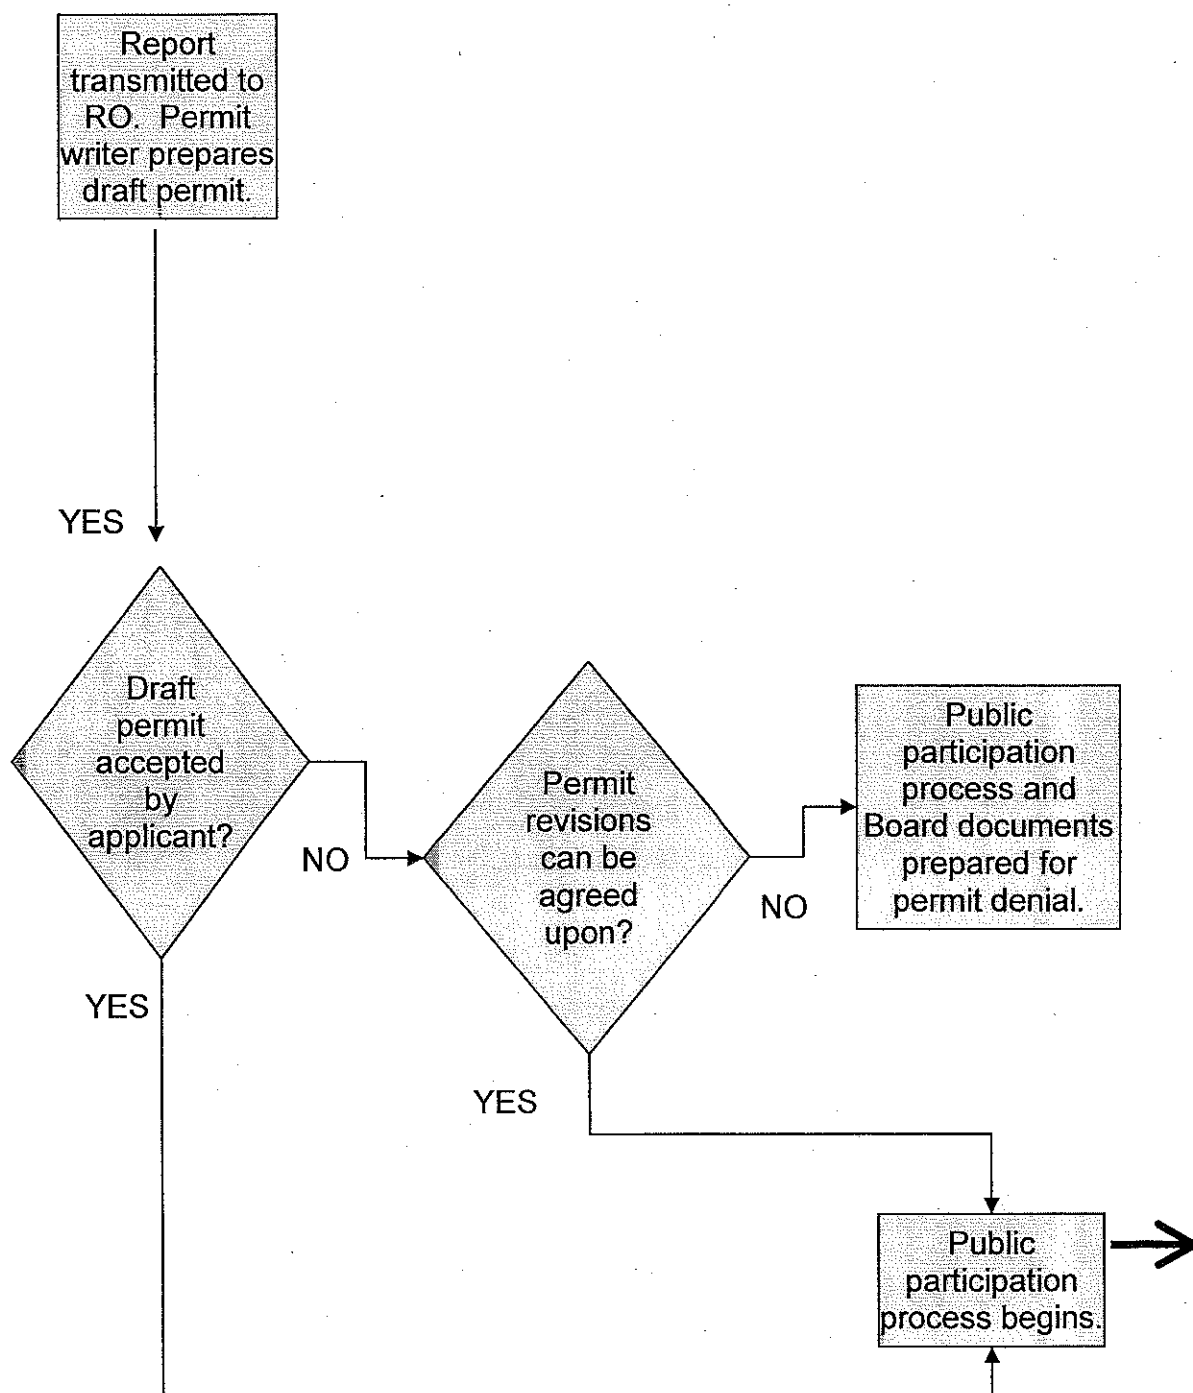 Report
transmitted to
RO.  Permit
writer prepares
draft permit.
YES
Draft
permit
accepted
by
applicant?
NO
YES
Permit
revisions
can be
agreed
upon?
NO
YES
Public
participation
process and
Board documents
prepared for
permit denial.
Public
participation
process begins.